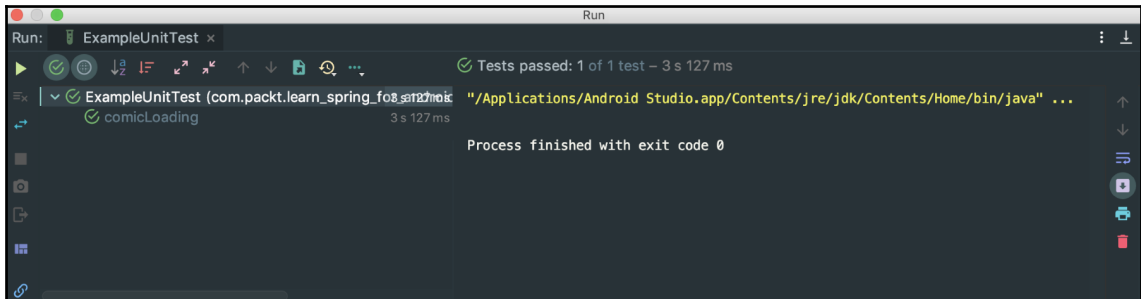 Run
Run: ExampleUnitTest ×
Tests passed: 1 of 1 test – 3 s 127 ms
ExampleUnitTest (com.packt.learn_spring_ 3 s 127 ms
"/Applications/Android Studio.app/Contents/jre/jdk/Contents/Home/bin/java" ...
comicLoading 3 s 127 ms
Process finished with exit code 0